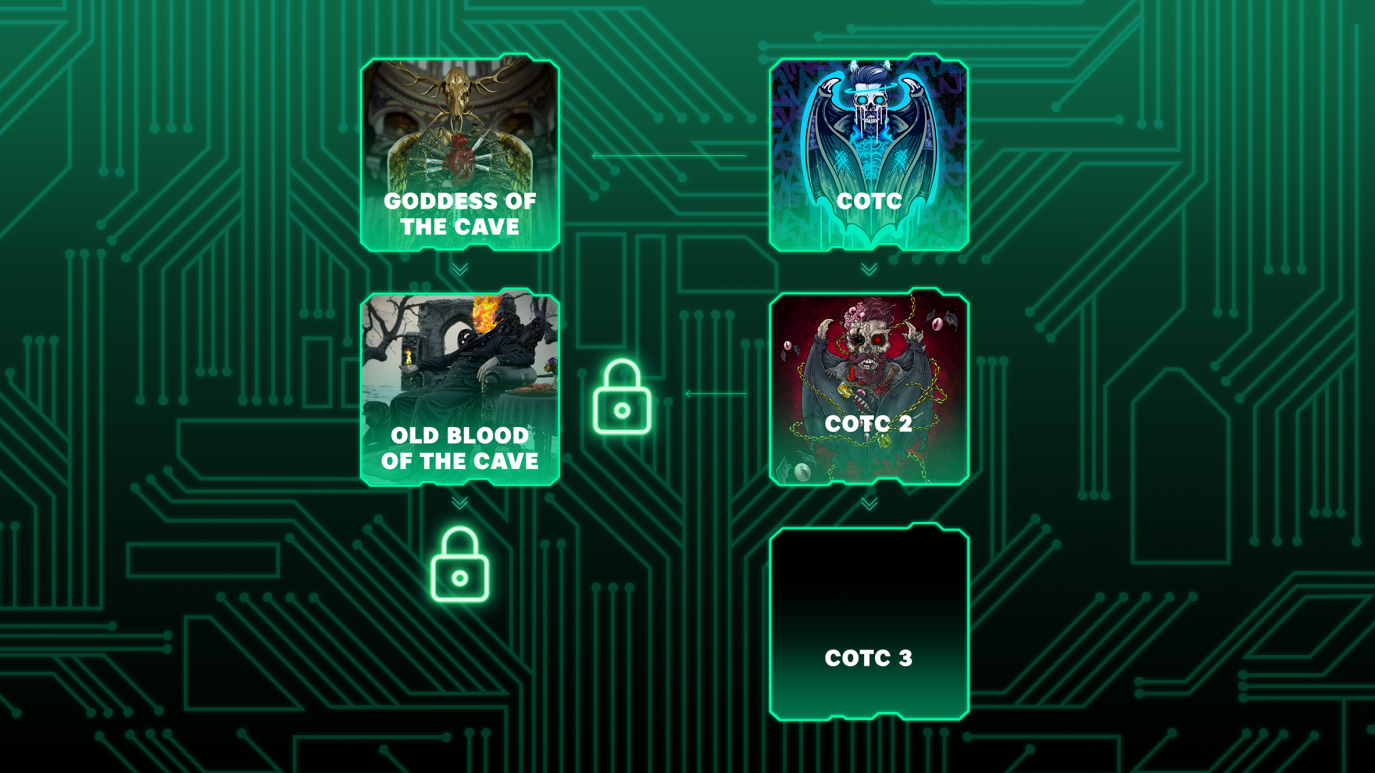 GODDESS OF
THE CAVE
COTC
OLD BLOOD
OF THE CAVE
COTC 2
COTC 3